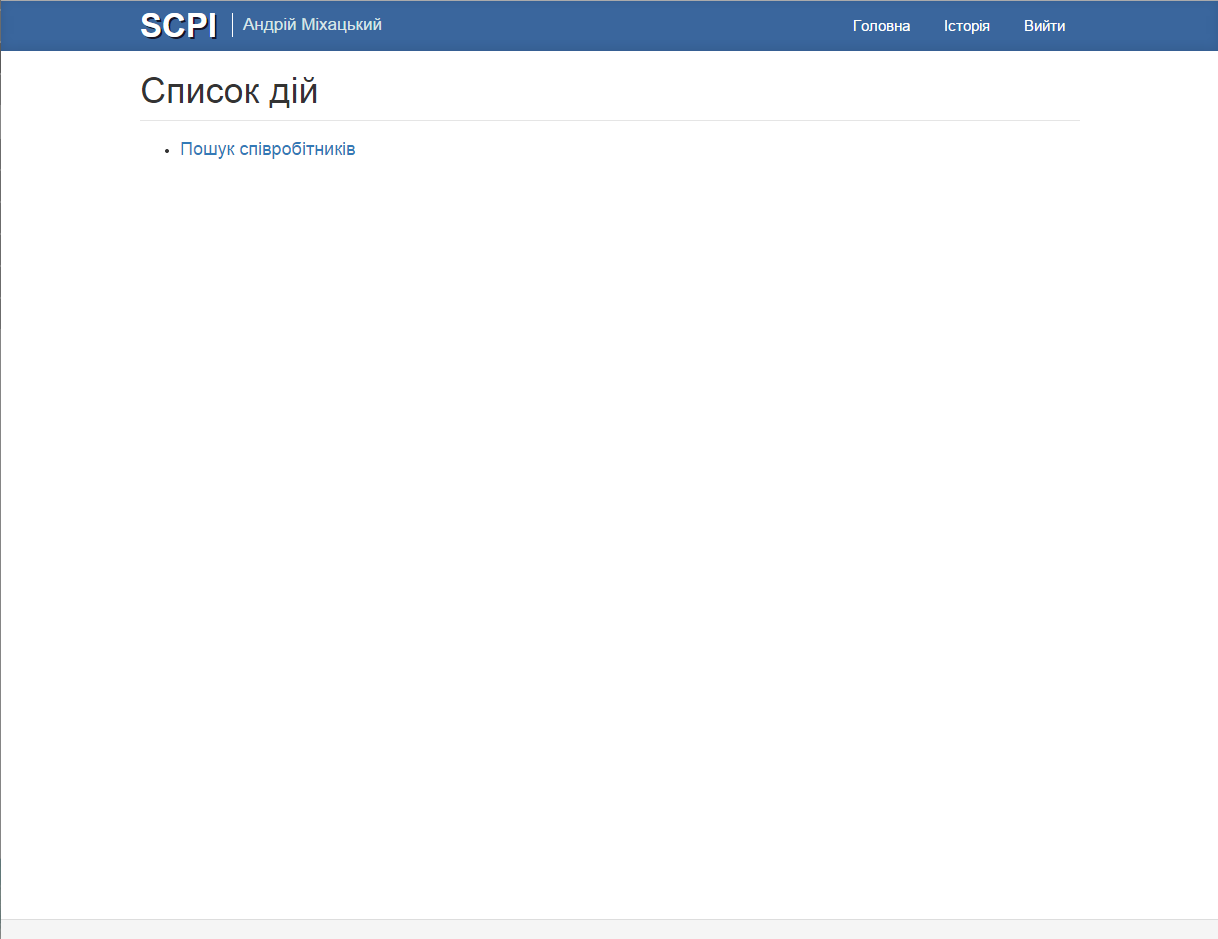 SCPI Андрій Міхацький Головна Історія Вийти
Список дій
Пошук співробітників